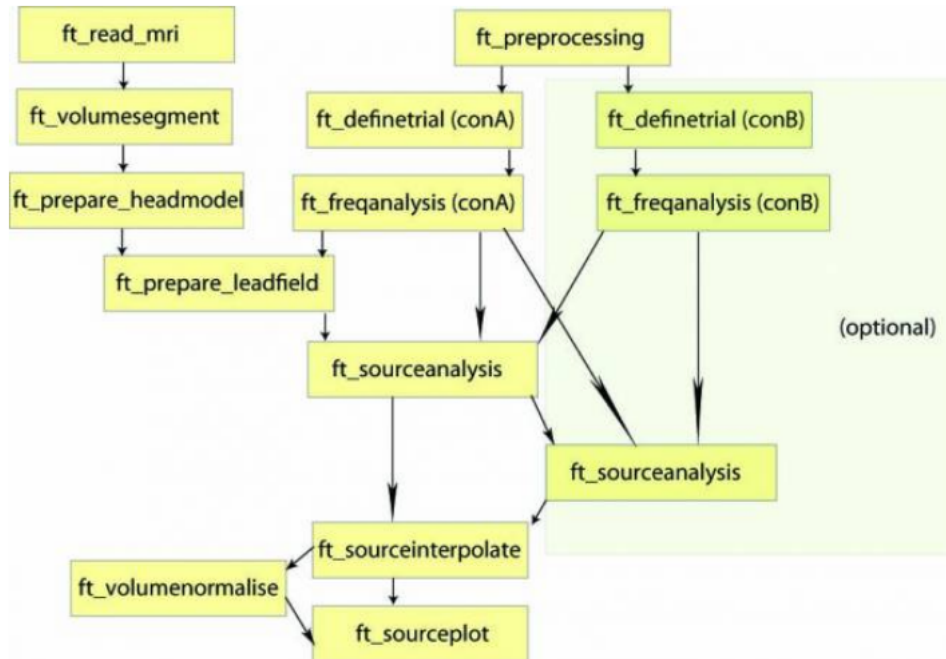 ft_read_mri
ft_preprocessing
ft_volumesegment
ft_definetrial (conA)
ft_definetrial (conB)
ft_prepare_headmodel
ft_freqanalysis (conA)
ft_freqanalysis (conB)
ft_prepare_leadfield
(optional)
ft_sourceanalysis
ft_sourceanalysis
ft_sourceinterpolate
ft_volumenormalise
ft_sourceplot